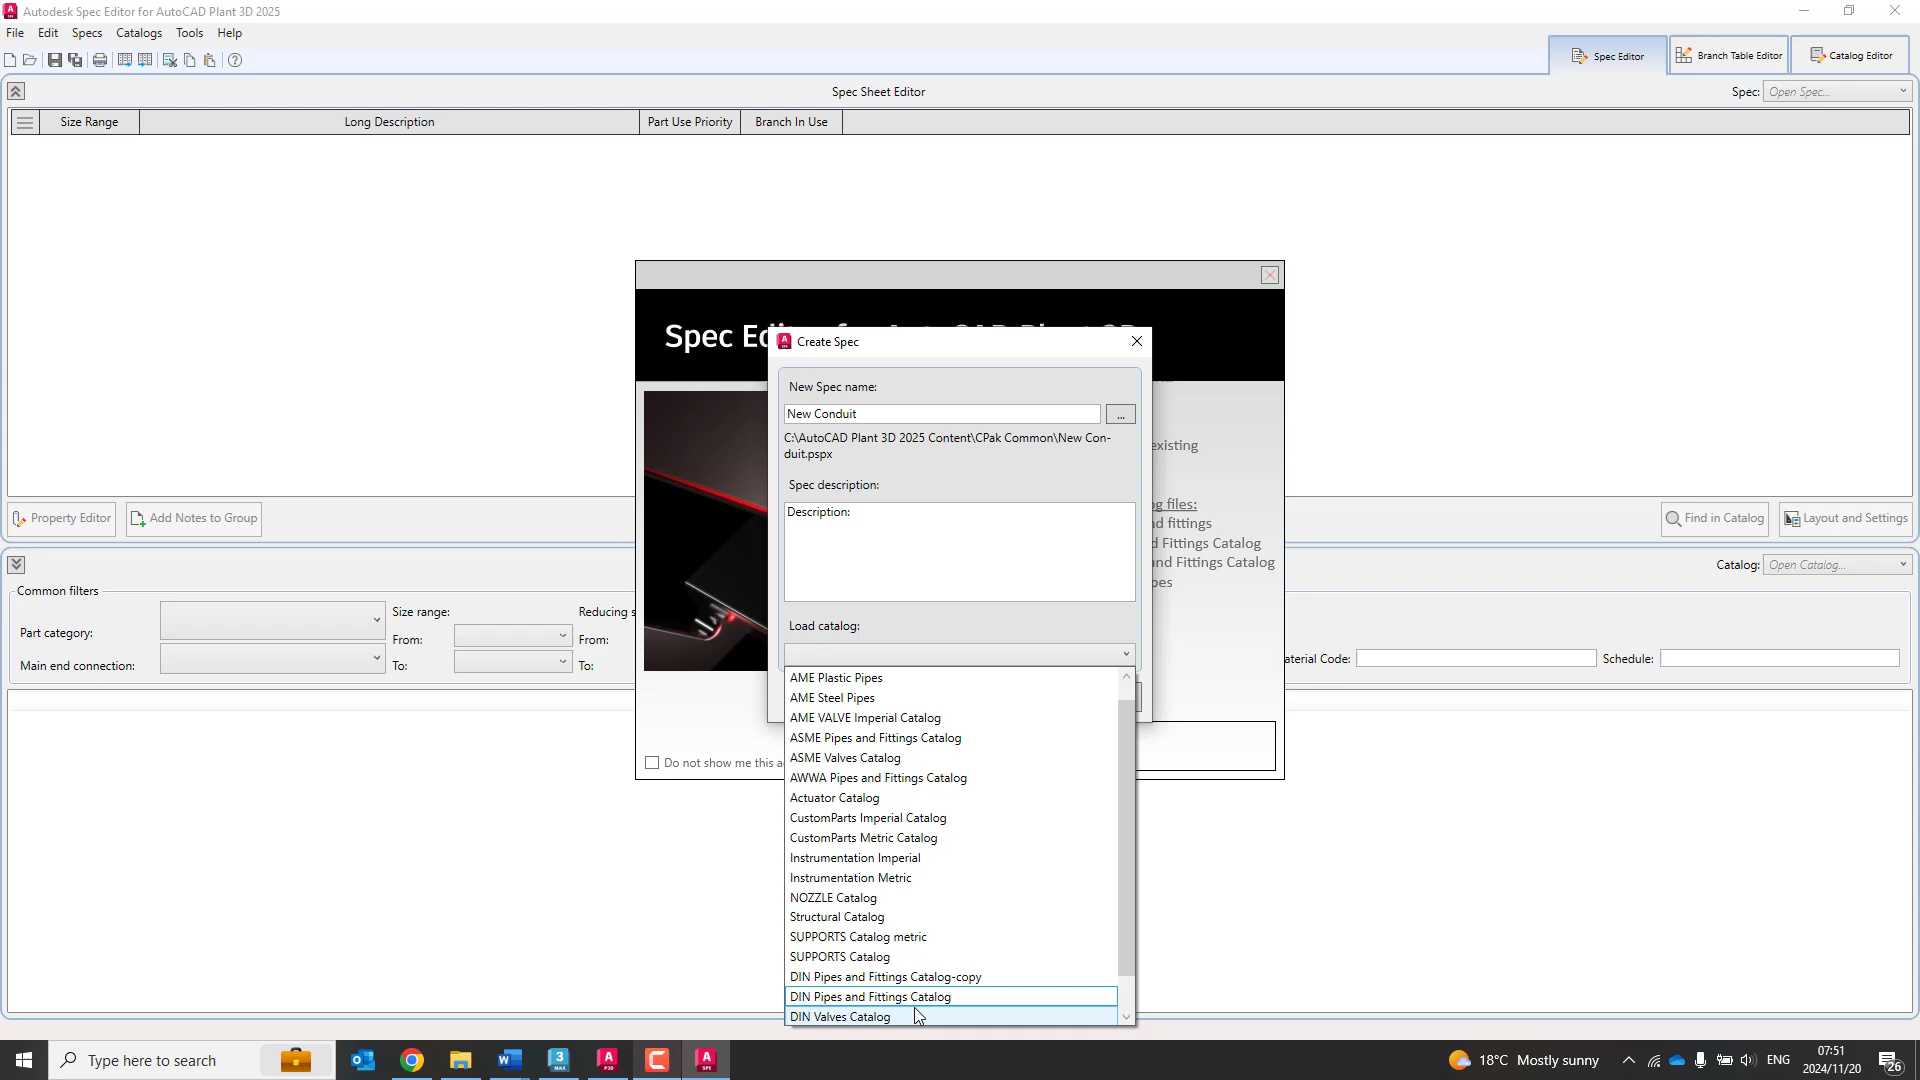 Autodesk Spec Editor for AutoCAD Plant 3D 2025
File Edit Specs Catalogs Tools Help
Spec Editor
Branch Table Editor
Catalog Editor
Spec Sheet Editor
Spec: Open Spec...
Size Range Long Description Part Use Priority Branch In Use
Spec Ed
Create Spec
New Spec name:
New Conduit
...
C:\AutoCAD Plant 3D 2025 Content\CPak Common\New Con-
duit.pspx
existing
Spec description:
Description:
g files:
d fittings
d Fittings Catalog
and Fittings Catalog
pes
Property Editor
Add Notes to Group
Find in Catalog
Layout and Settings
Catalog: Open Catalog...
Common filters
Part category:
Size range:
Reducing s
From:
From:
Main end connection:
To:
To:
aterial Code:
Schedule:
Load catalog:
AME Plastic Pipes
AME Steel Pipes
AME VALVE Imperial Catalog
ASME Pipes and Fittings Catalog
ASME Valves Catalog
AWWA Pipes and Fittings Catalog
Actuator Catalog
CustomParts Imperial Catalog
CustomParts Metric Catalog
Instrumentation Imperial
Instrumentation Metric
NOZZLE Catalog
Structural Catalog
SUPPORTS Catalog metric
SUPPORTS Catalog
DIN Pipes and Fittings Catalog-copy
DIN Pipes and Fittings Catalog
DIN Valves Catalog
Do not show me this a
Type here to search
18°C Mostly sunny
ENG
07:51
2024/11/20
26